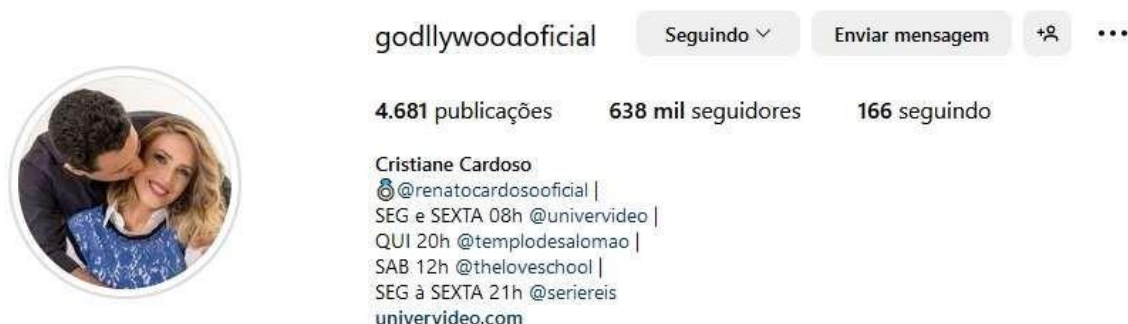 godllywoodoficial Seguindo Enviar mensagem
4.681 publicações 638 mil seguidores 166 seguindo
Cristiane Cardoso
💍@renatocardosooficial |
SEG e SEXTA 08h @univervideo |
QUI 20h @templodesalomao |
SAB 12h @theloveschool |
SEG à SEXTA 21h @seriereis
univervideo.com